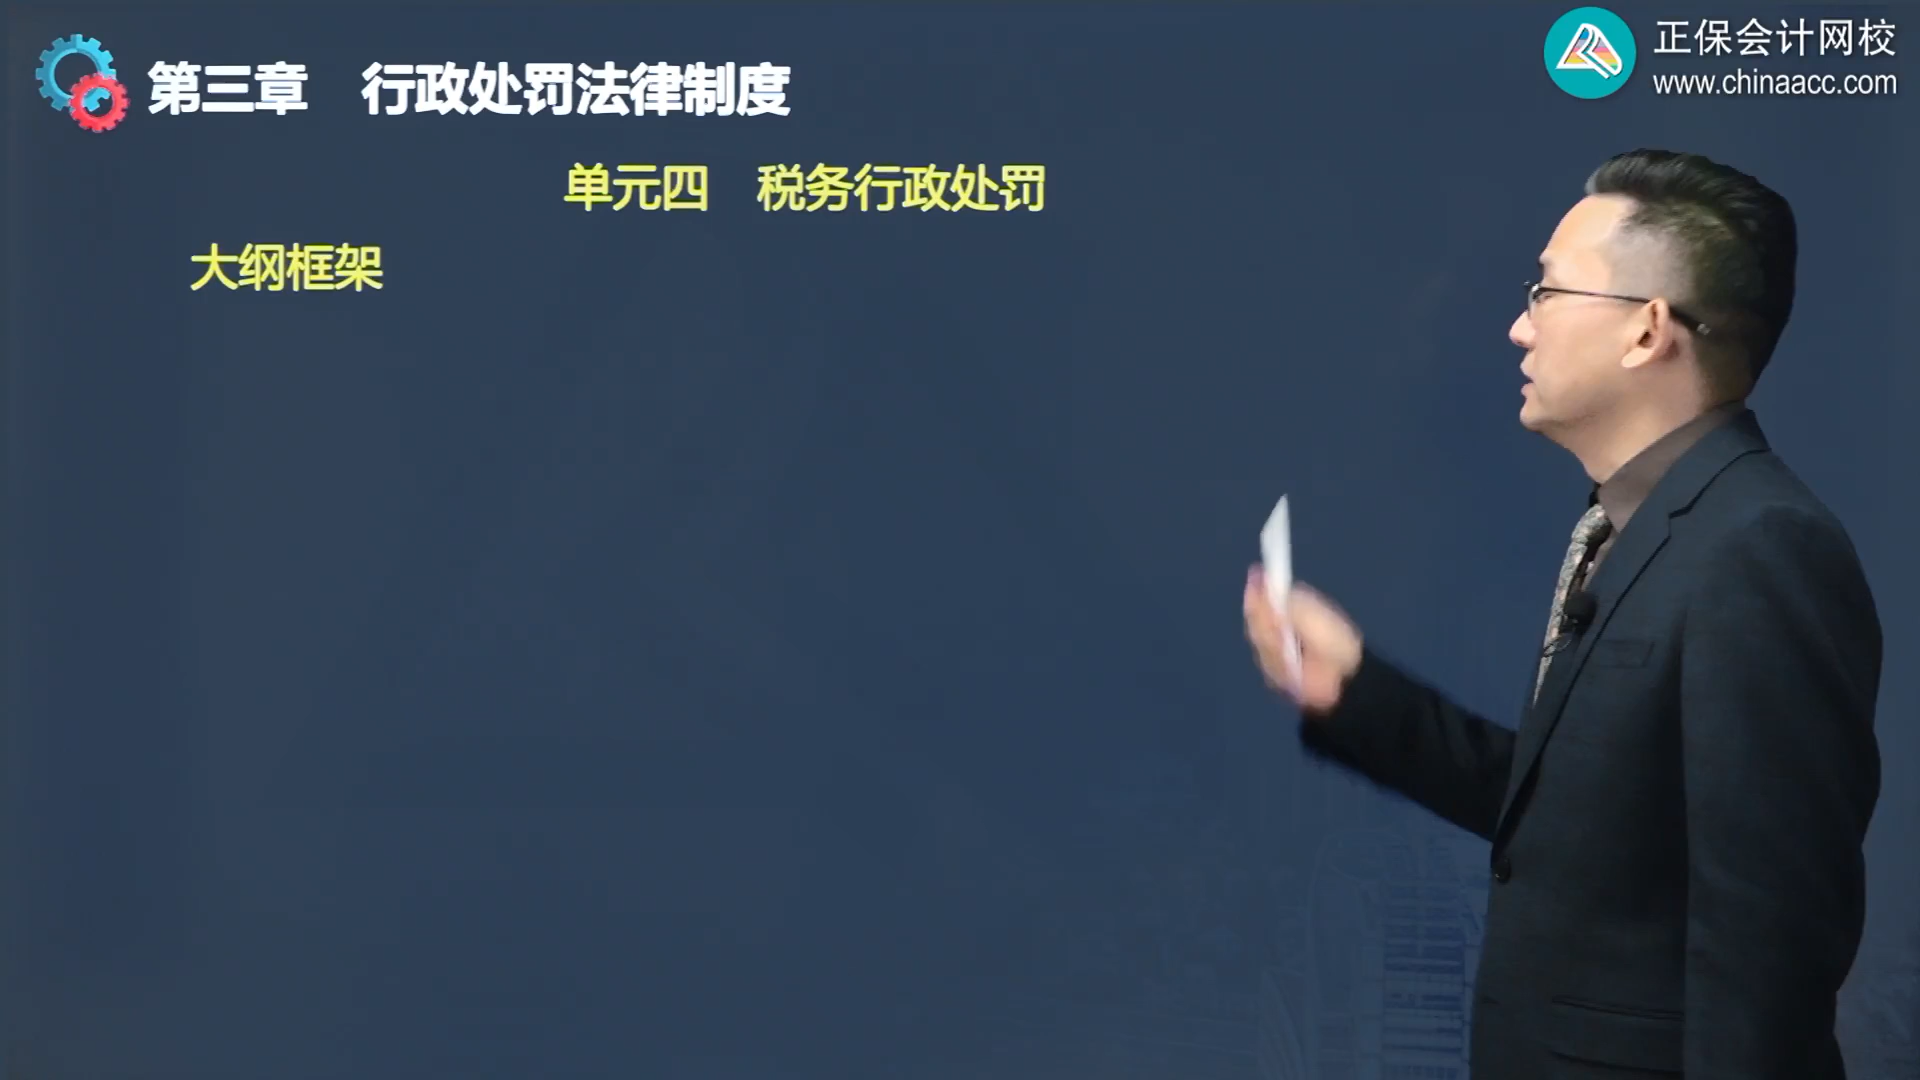 正保会计网校
www.chinaacc.com
第三章 行政处罚法律制度
单元四 税务行政处罚
大纲框架